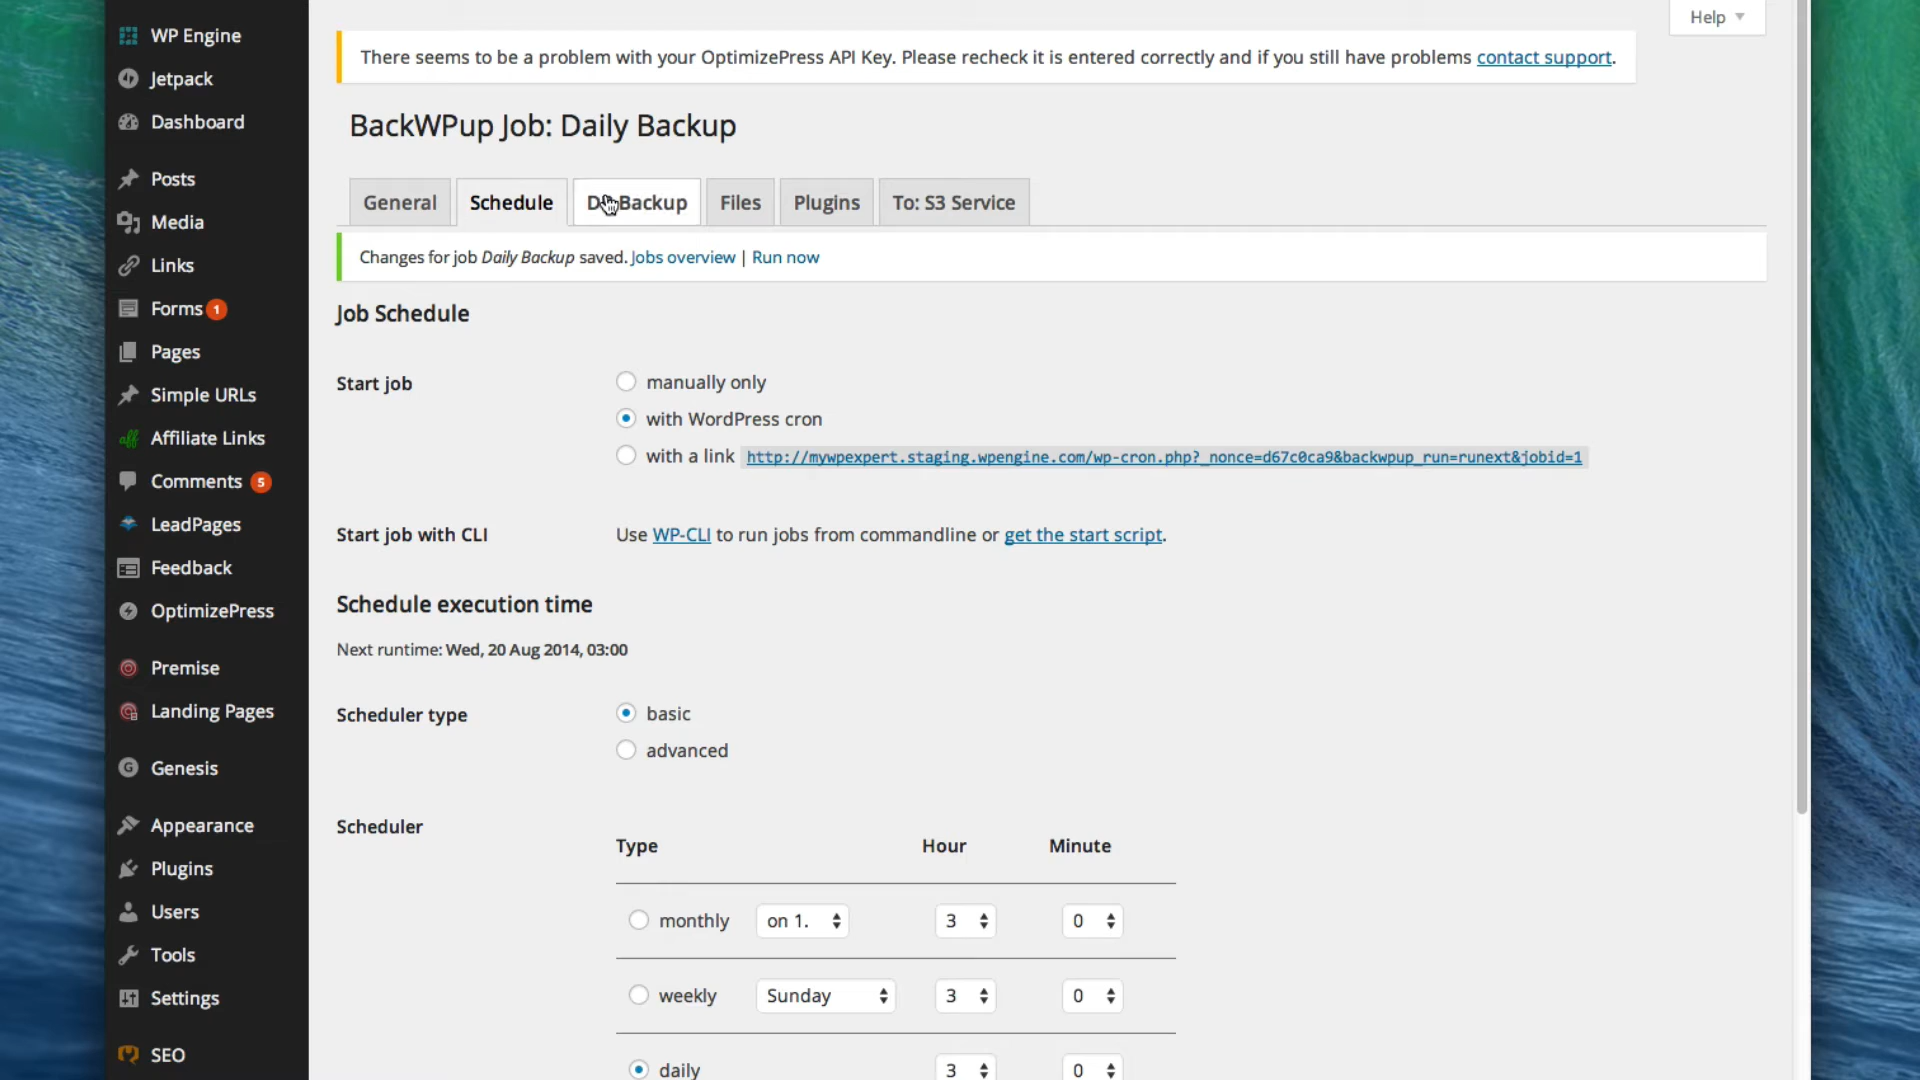 WP Engine
Jetpack
Dashboard
Posts
Media
Links
Forms 1
Pages
Simple URLs
Affiliate Links
Comments 5
LeadPages
Feedback
OptimizePress
Premise
Landing Pages
Genesis
Appearance
Plugins
Users
Tools
Settings
SEO
Help
There seems to be a problem with your OptimizePress API Key. Please recheck it is entered correctly and if you still have problems contact support.
BackWPup Job: Daily Backup
General Schedule Backup Files Plugins To: S3 Service
Changes for job Daily Backup saved. Jobs overview | Run now
Job Schedule
Start job
manually only
with WordPress cron
with a link http://mywpexpert.staging.wpengine.com/wp-cron.php?_nonce=d67c0ca9&backwpup_run=runext&jobid=1
Start job with CLI Use WP-CLI to run jobs from commandline or get the start script.
Schedule execution time
Next runtime: Wed, 20 Aug 2014, 03:00
Scheduler type
basic
advanced
Scheduler
Type Hour Minute
monthly on 1. 3 0
weekly Sunday 3 0
daily 3 0